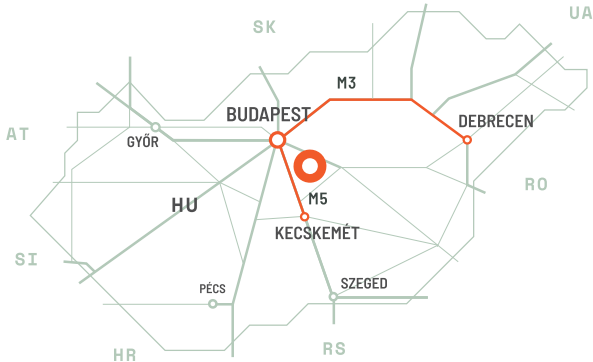 SK
UA
M3
BUDAPEST
DEBRECEN
AT
GYŐR
RO
HU
M5
KECSKEMÉT
SI
PÉCS
SZEGED
HR
RS